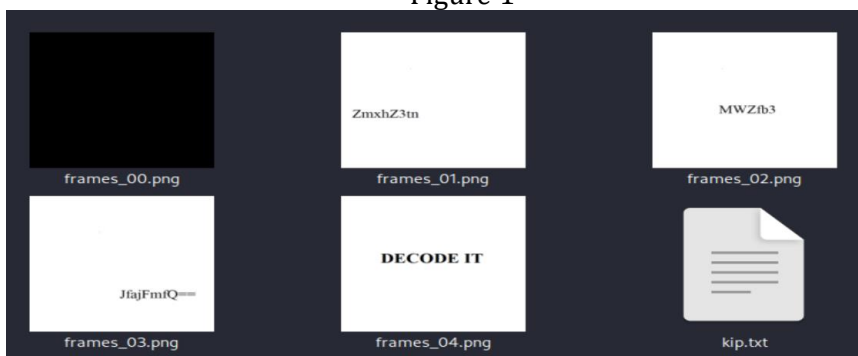 Figure 1
ZmxhZ3tn
MWZfb3
frames_00.png
frames_01.png
frames_02.png
JfajFmfQ==
DECODE IT
frames_03.png
frames_04.png
kip.txt